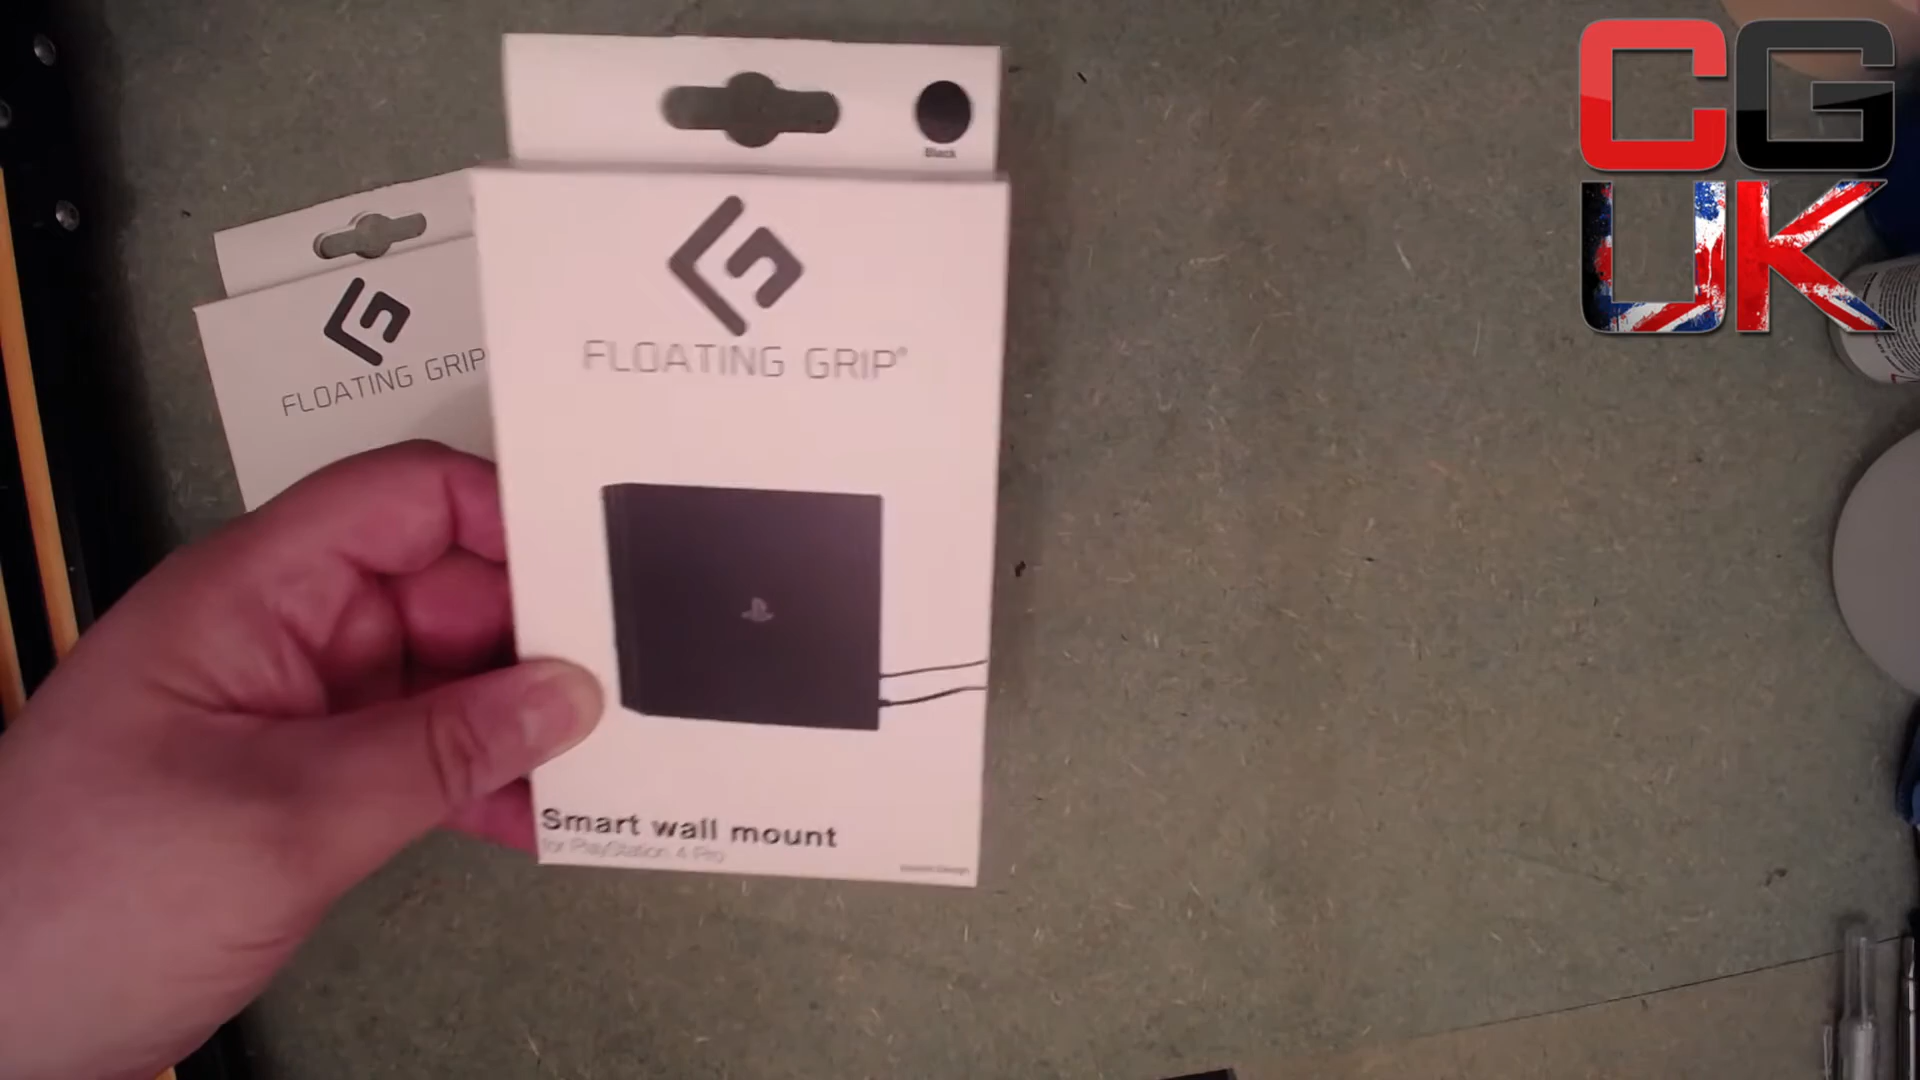 CG
UK
Black
FLOATING GRIP®
FLOATING GRIP
Smart wall mount
for PlayStation 4 Pro